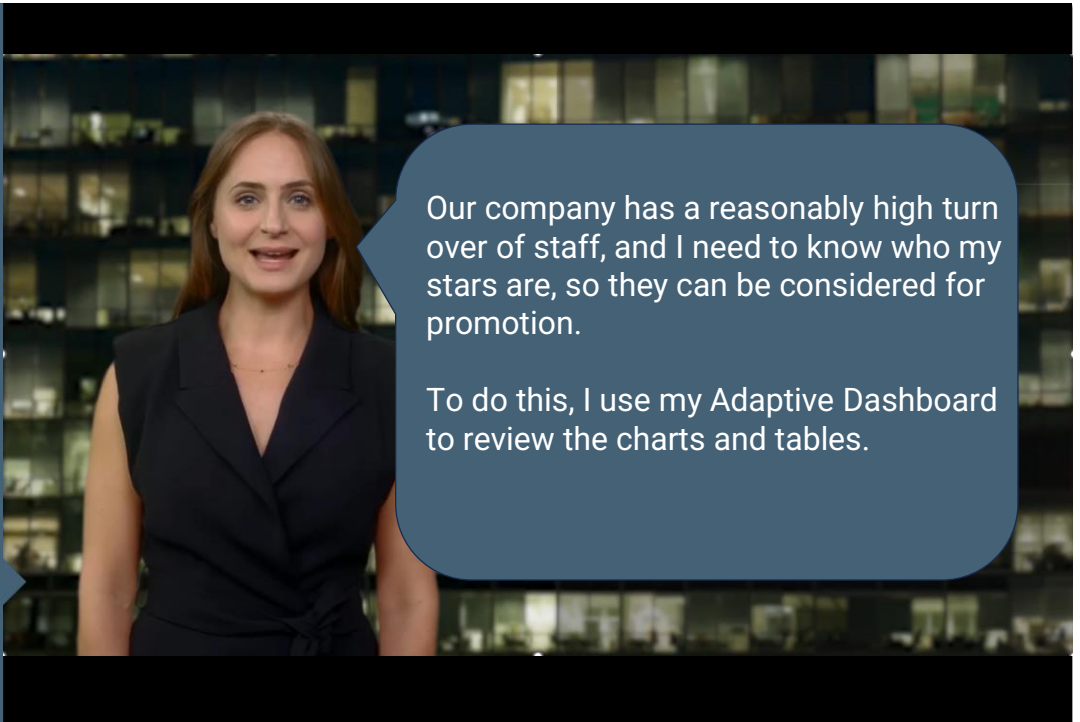 Our company has a reasonably high turn
over of staff, and I need to know who my
stars are, so they can be considered for
promotion.
To do this, I use my Adaptive Dashboard
to review the charts and tables.